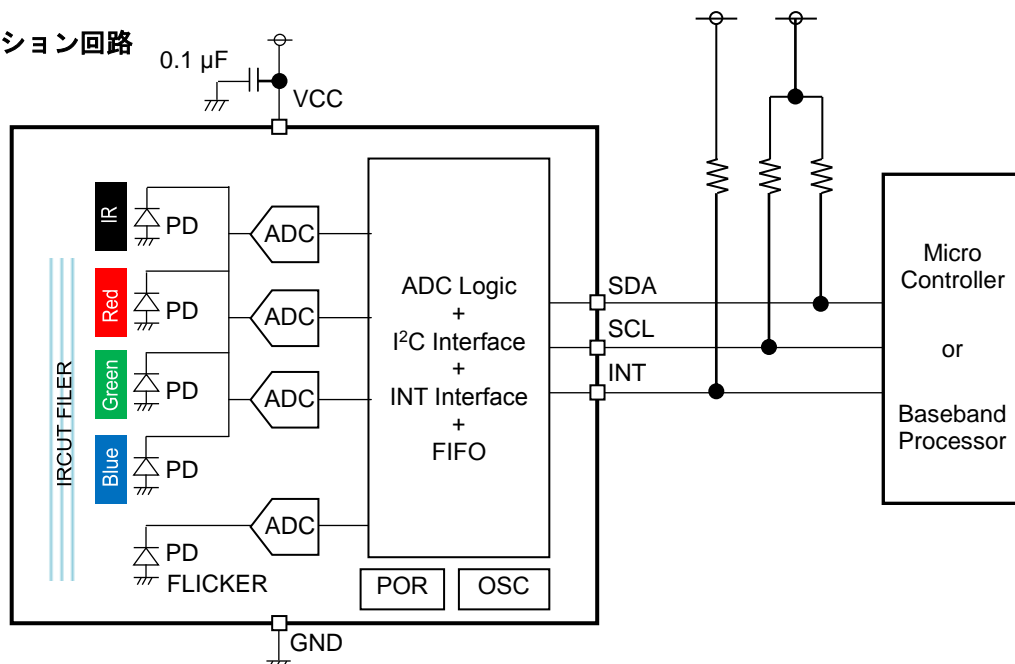 ション回路
0.1 µF
VCC
IR
PD
ADC
Red
PD
ADC
Green
PD
ADC
Blue
PD
IRCUT FILER
ADC
PD
FLICKER
ADC Logic
+
I²C Interface
+
INT Interface
+
FIFO
POR
OSC
GND
SDA
SCL
INT
Micro
Controller
or
Baseband
Processor